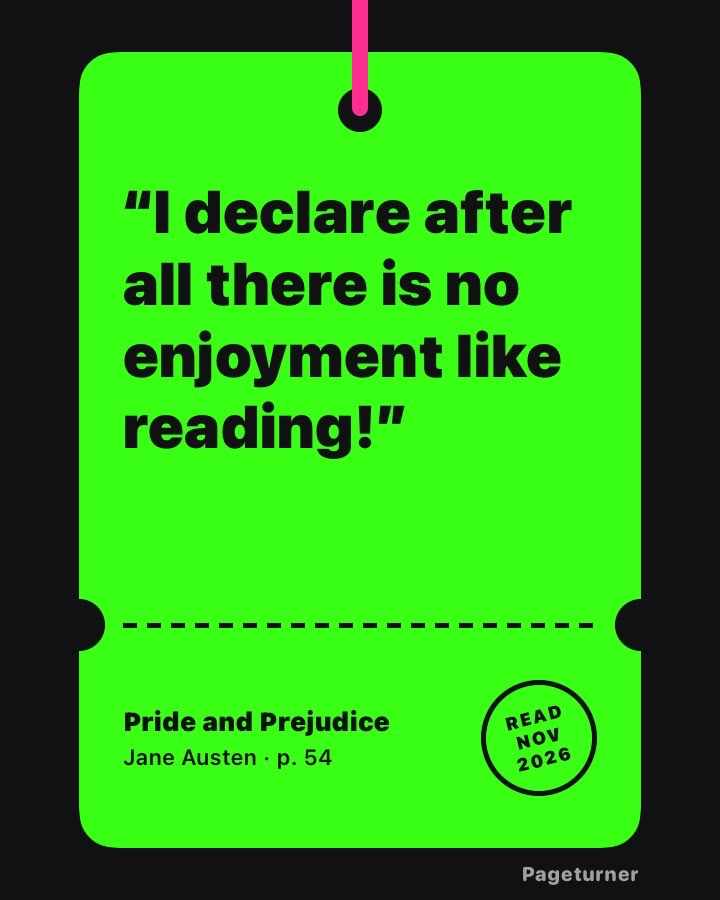 “I declare after
all there is no
enjoyment like
reading!”
Pride and Prejudice
Jane Austen · p. 54
READ
NOV
2026
Pageturner